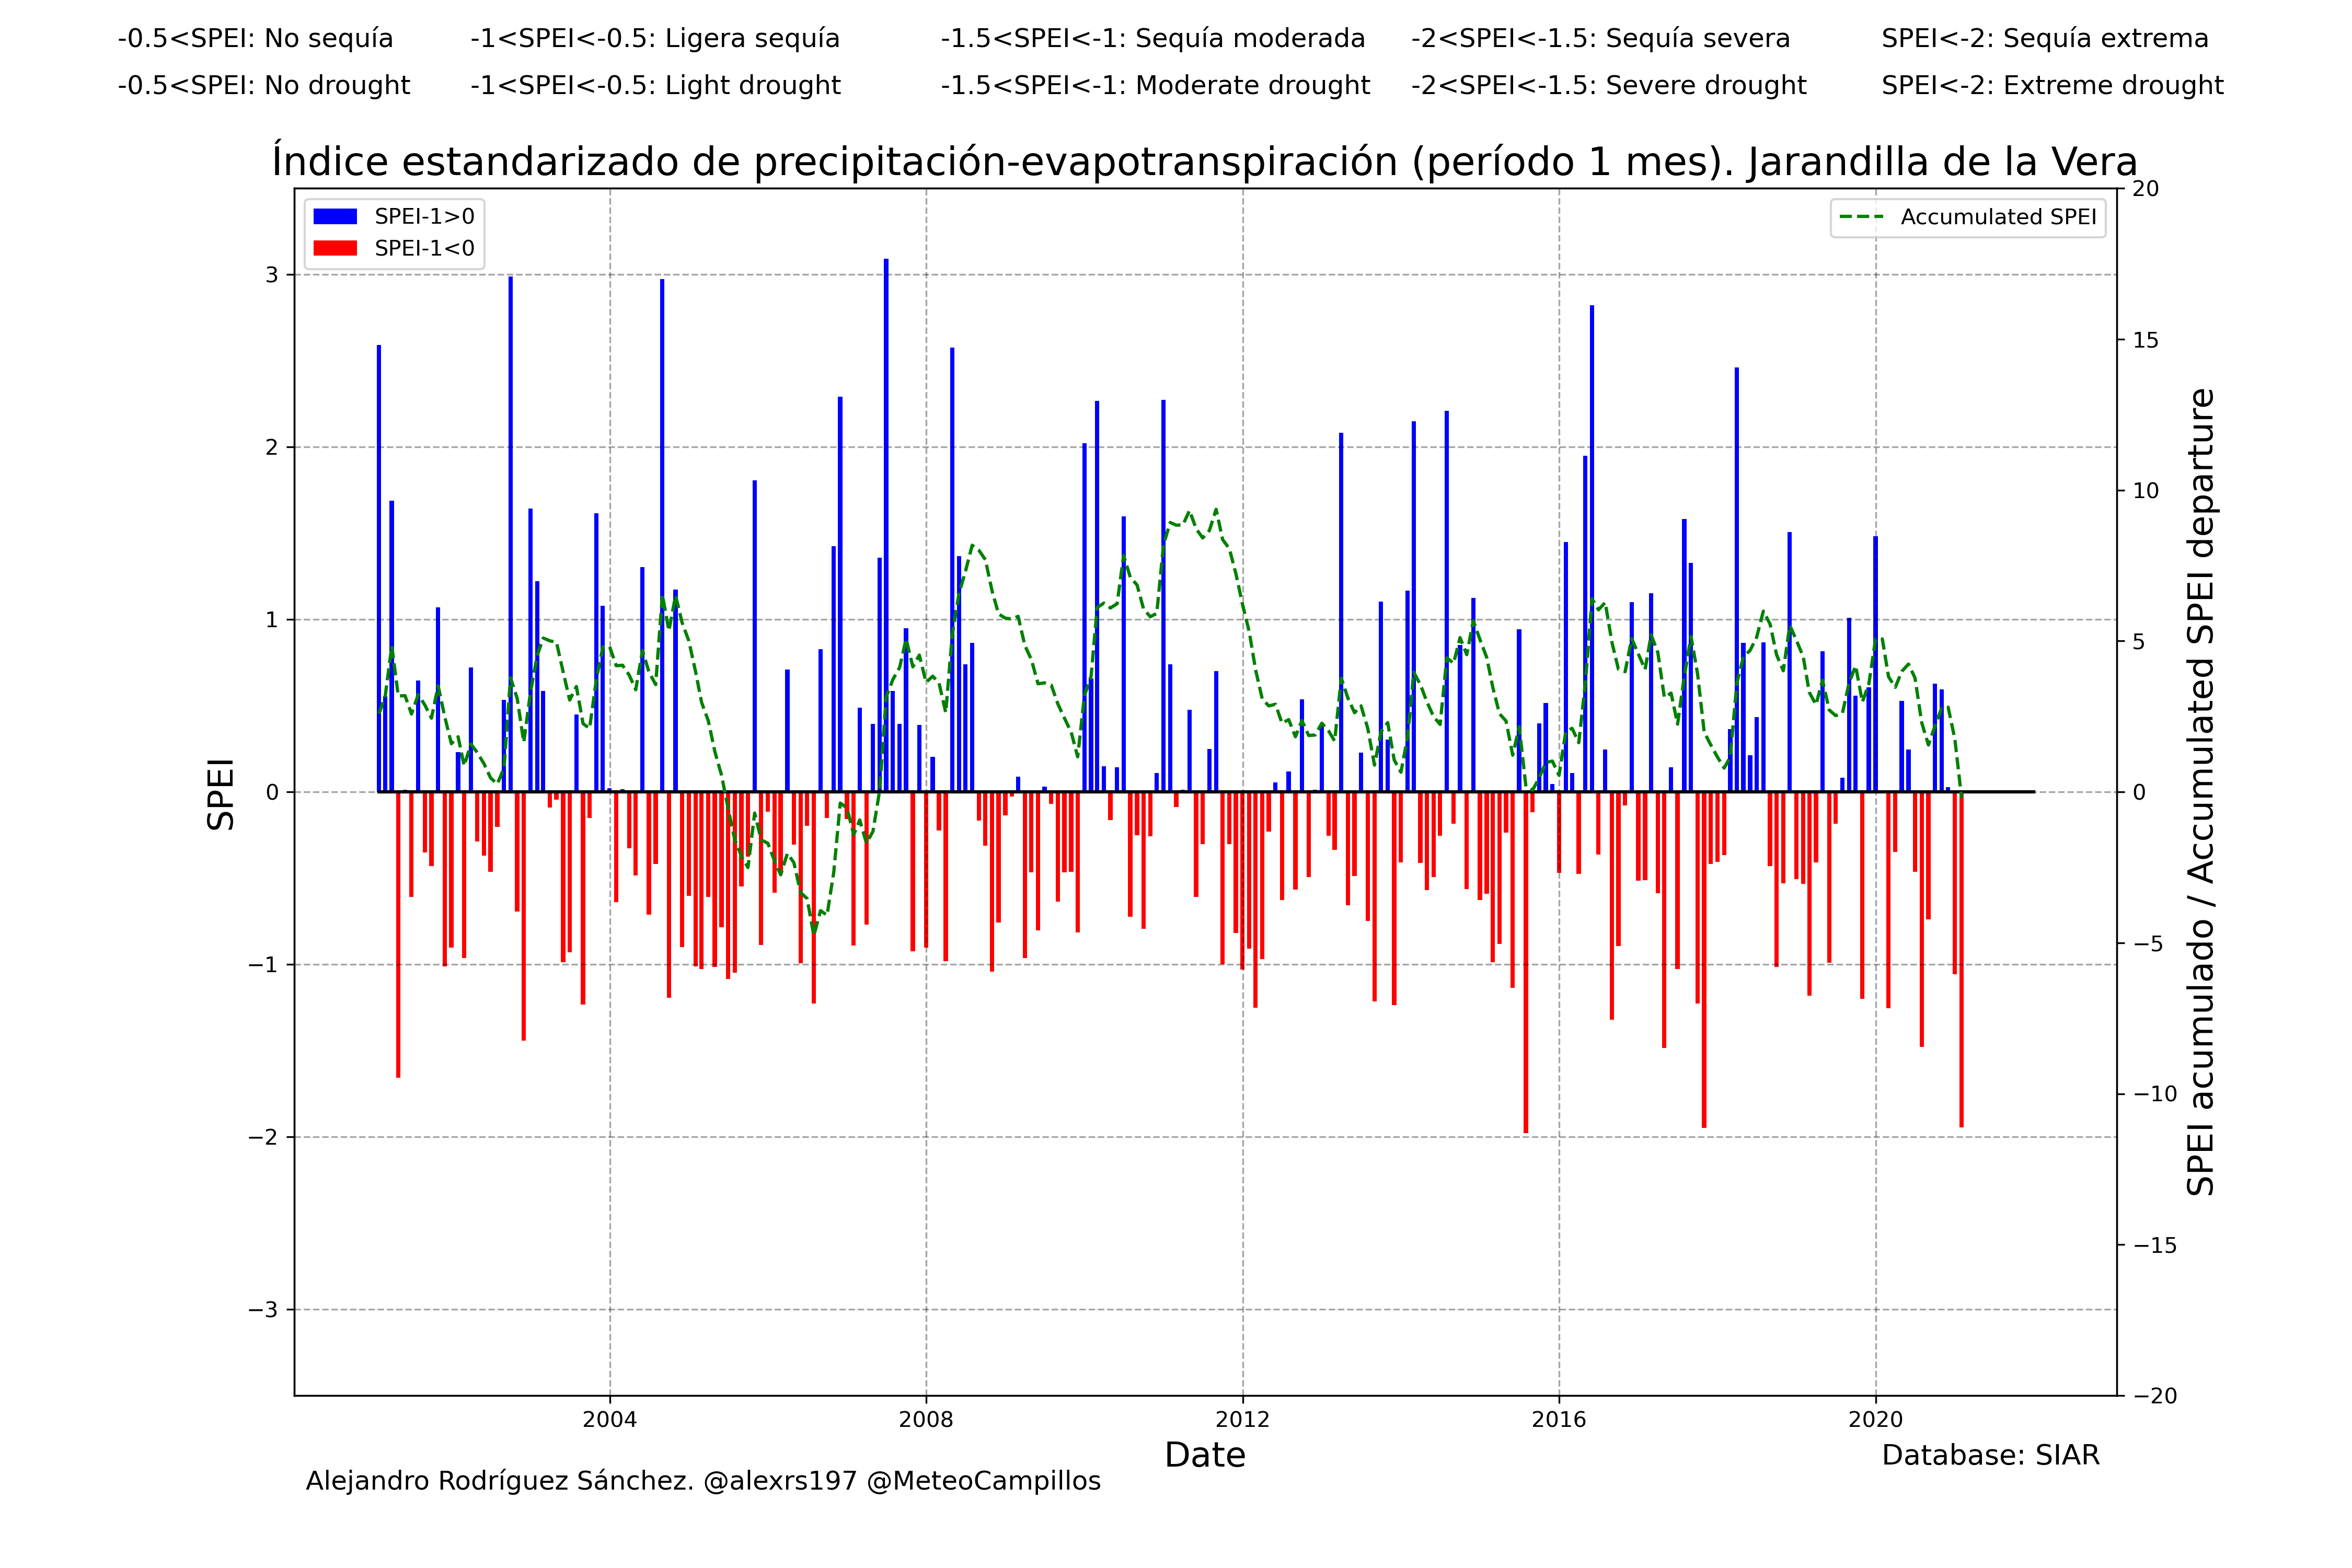 -0.5<SPEI: No sequía -1<SPEI<-0.5: Ligera sequía -1.5<SPEI<-1: Sequía moderada -2<SPEI<-1.5: Sequía severa SPEI<-2: Sequía extrema
-0.5<SPEI: No drought -1<SPEI<-0.5: Light drought -1.5<SPEI<-1: Moderate drought -2<SPEI<-1.5: Severe drought SPEI<-2: Extreme drought
Índice estandarizado de precipitación-evapotranspiración (período 1 mes). Jarandilla de la Vera
SPEI-1>0
SPEI-1<0
Accumulated SPEI
SPEI
3
2
1
0
−1
−2
−3
20
15
10
5
0
−5
−10
−15
−20
SPEI acumulado / Accumulated SPEI departure
2004 2008 2012 2016 2020
Date
Database: SIAR
Alejandro Rodríguez Sánchez. @alexrs197 @MeteoCampillos